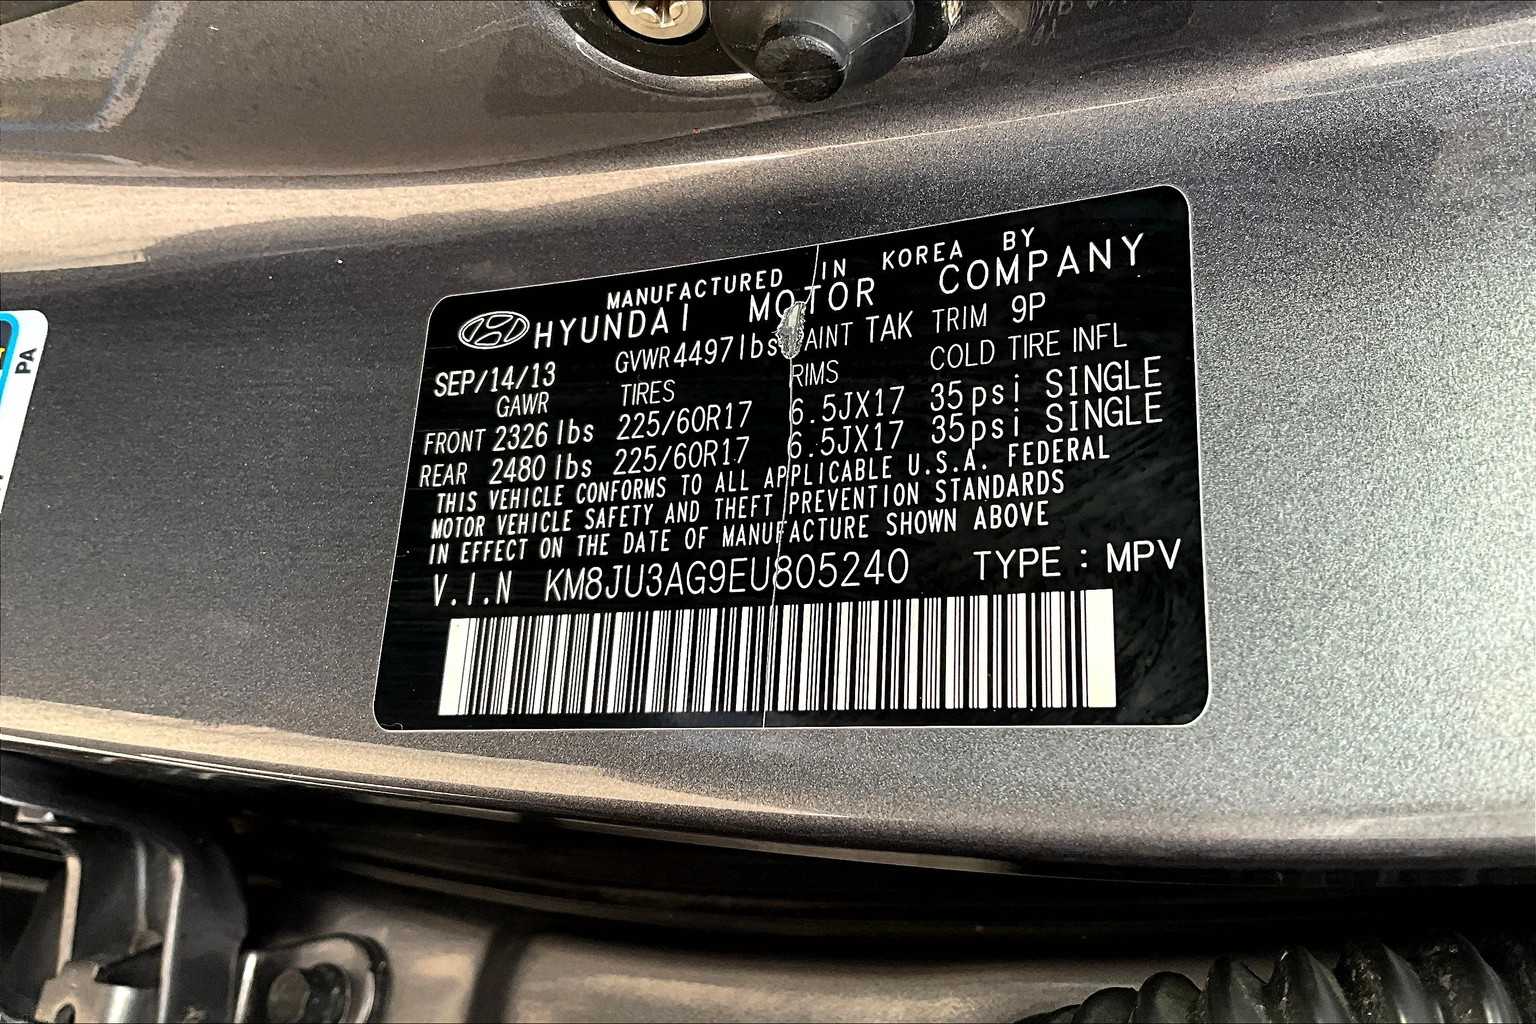 MANUFACTURED IN KOREA BY
HYUNDAI MOTOR COMPANY
SEP/14/13 GVWR 4497 lbs TAK TRIM 9P
GAWR TIRES RIMS COLD TIRE INFL
FRONT 2326 lbs 225/60R17 6.5JX17 35psi SINGLE
REAR 2480 lbs 225/60R17 6.5JX17 35psi SINGLE
THIS VEHICLE CONFORMS TO ALL APPLICABLE U.S.A. FEDERAL
MOTOR VEHICLE SAFETY AND THEFT PREVENTION STANDARDS
IN EFFECT ON THE DATE OF MANUFACTURE SHOWN ABOVE
V.I.N KM8JU3AG9EU805240 TYPE : MPV
PA